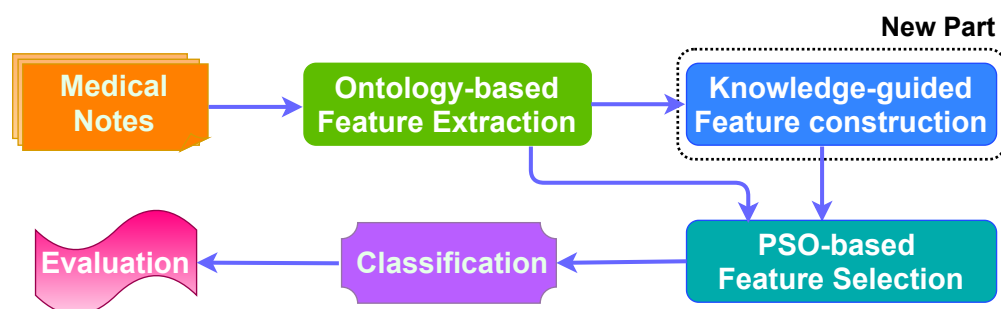 New Part
Medical
Notes
Ontology-based
Feature Extraction
Knowledge-guided
Feature construction
PSO-based
Feature Selection
Classification
Evaluation